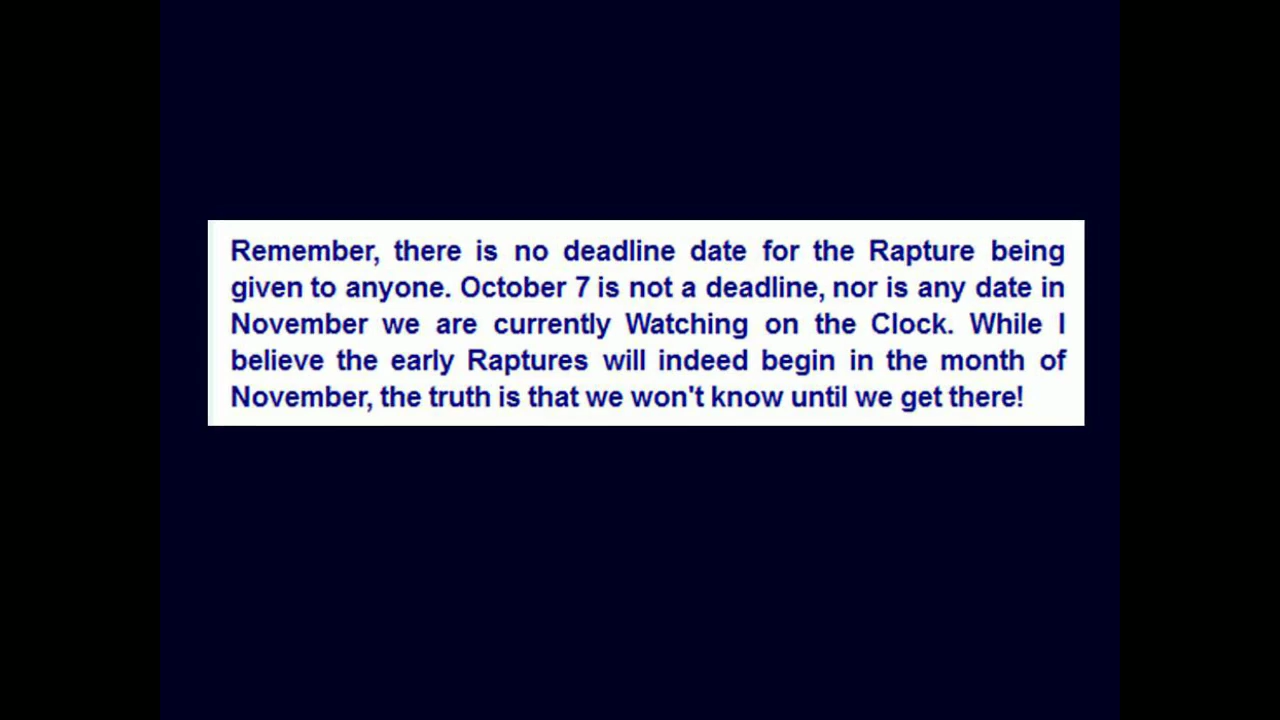 Remember, there is no deadline date for the Rapture being
given to anyone. October 7 is not a deadline, nor is any date in
November we are currently Watching on the Clock. While I
believe the early Raptures will indeed begin in the month of
November, the truth is that we won't know until we get there!